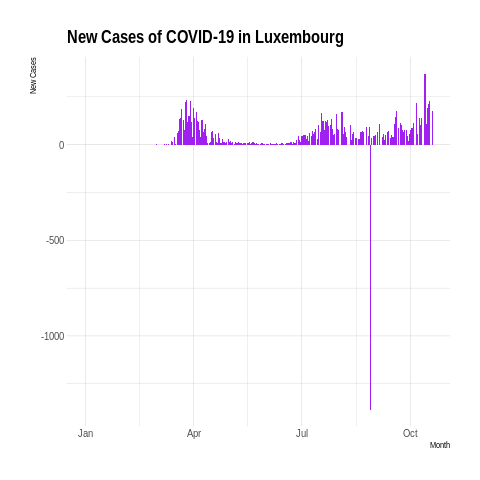 New Cases of COVID-19 in Luxembourg
New Cases
0
-500
-1000
Jan Apr Jul Oct
Month